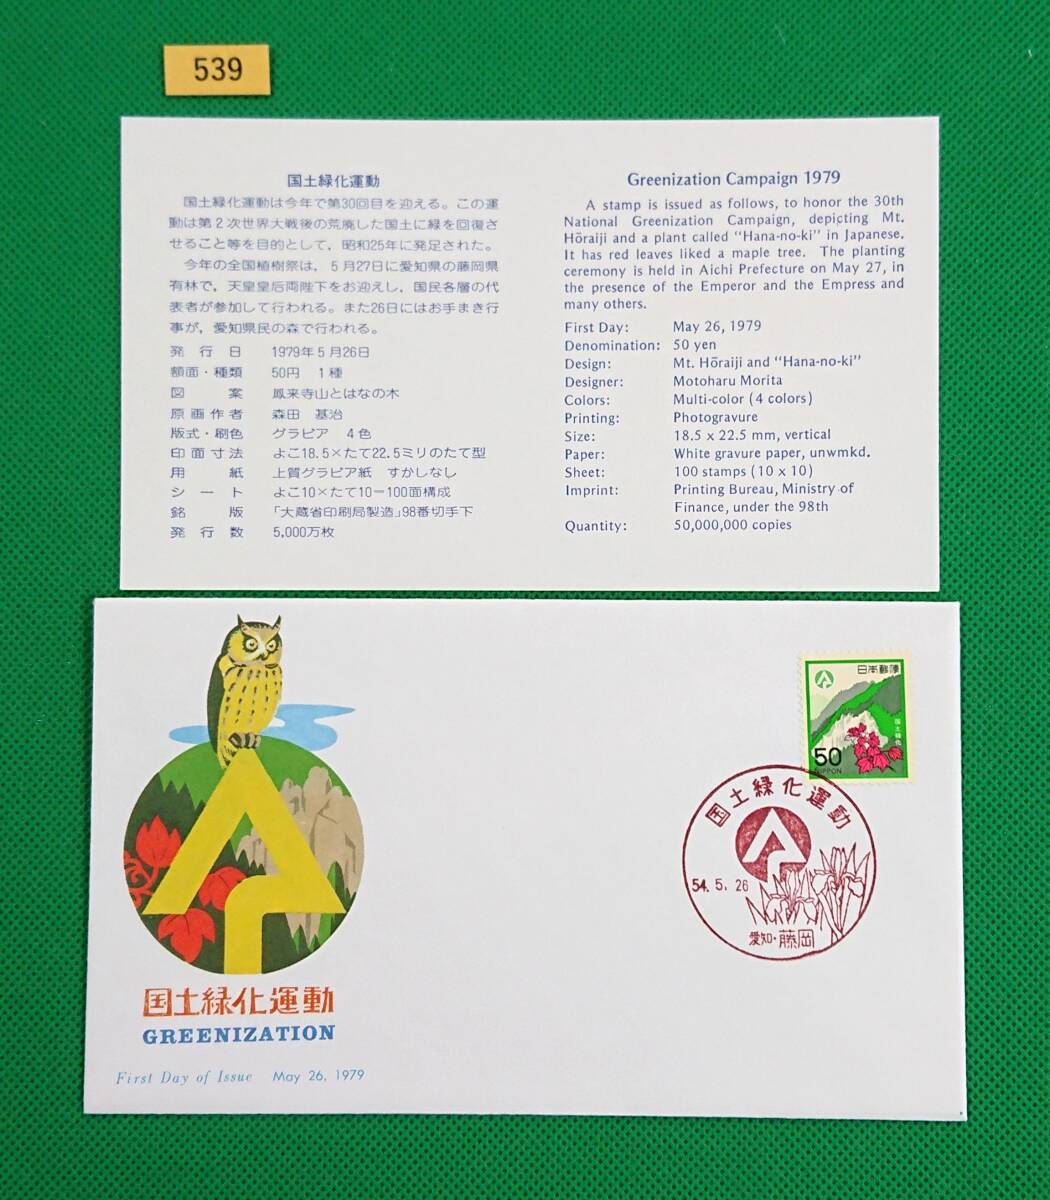 539
国土緑化運動
国土緑化運動は今年で第30回目を迎える。この運
動は第2次世界大戦後の荒廃した国土に緑を回復さ
せること等を目的として，昭和25年に発足された。
今年の全国植樹祭は，5月27日に愛知県の藤岡県
有林で，天皇皇后両陛下をお迎えし，国民各層の代
表者が参加して行われる。また26日にはお手まき行
事が，愛知県民の森で行われる。
発行日 1979年5月26日
額面・種類 50円 1種
図案 鳳来寺山とはなの木
原画作者 森田 基治
版式・刷色 グラビア 4色
印面寸法 よこ18.5×たて22.5ミリのたて型
用紙 上質グラビア紙 すかしなし
シート よこ10×たて10＝100面構成
銘版 「大蔵省印刷局製造」98番切手下
発行数 5,000万枚
Greenization Campaign 1979
A stamp is issued as follows, to honor the 30th
National Greenization Campaign, depicting Mt.
Hōraiji and a plant called "Hana-no-ki" in Japanese.
It has red leaves liked a maple tree. The planting
ceremony is held in Aichi Prefecture on May 27, in
the presence of the Emperor and the Empress and
many others.
First Day: May 26, 1979
Denomination: 50 yen
Design: Mt. Hōraiji and "Hana-no-ki"
Designer: Motoharu Morita
Colors: Multi-color (4 colors)
Printing: Photogravure
Size: 18.5 x 22.5 mm, vertical
Paper: White gravure paper, unwmkd.
Sheet: 100 stamps (10 x 10)
Imprint: Printing Bureau, Ministry of
Finance, under the 98th
Quantity: 50,000,000 copies
日本郵便
国土緑化
50
NIPPON
国土緑化運動
54.5.26
愛知・藤岡
国土緑化運動
GREENIZATION
First Day of Issue May 26, 1979